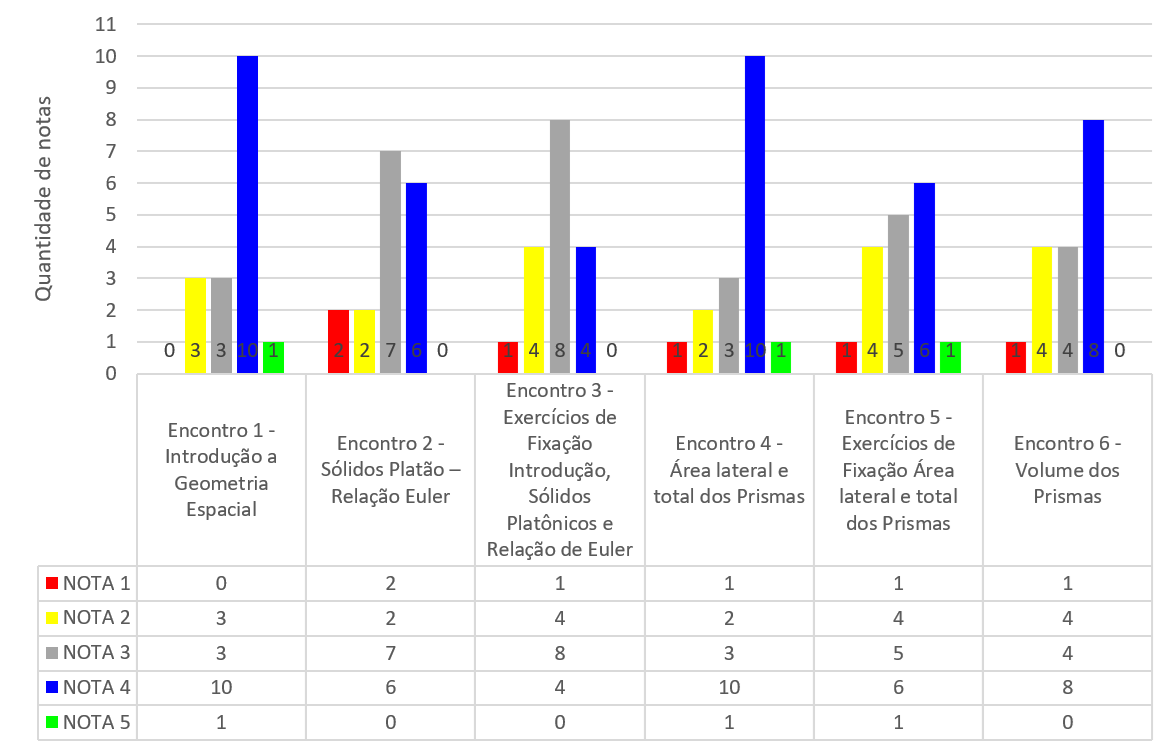 Quantidade de notas
11
10
9
8
7
6
5
4
3
2
1
0
0 3 3 10 1
2 2 7 6 0
1 4 8 4 0
1 2 3 10 1
1 4 5 6 1
1 4 4 8 0
Encontro 1 -
Introdução a
Geometria
Espacial
Encontro 2 -
Sólidos Platão –
Relação Euler
Encontro 3 -
Exercícios de
Fixação
Introdução,
Sólidos
Platônicos e
Relação de Euler
Encontro 4 -
Área lateral e
total dos Prismas
Encontro 5 -
Exercícios de
Fixação Área
lateral e total
dos Prismas
Encontro 6 -
Volume dos
Prismas
NOTA 1 0 2 1 1 1 1
NOTA 2 3 2 4 2 4 4
NOTA 3 3 7 8 3 5 4
NOTA 4 10 6 4 10 6 8
NOTA 5 1 0 0 1 1 0